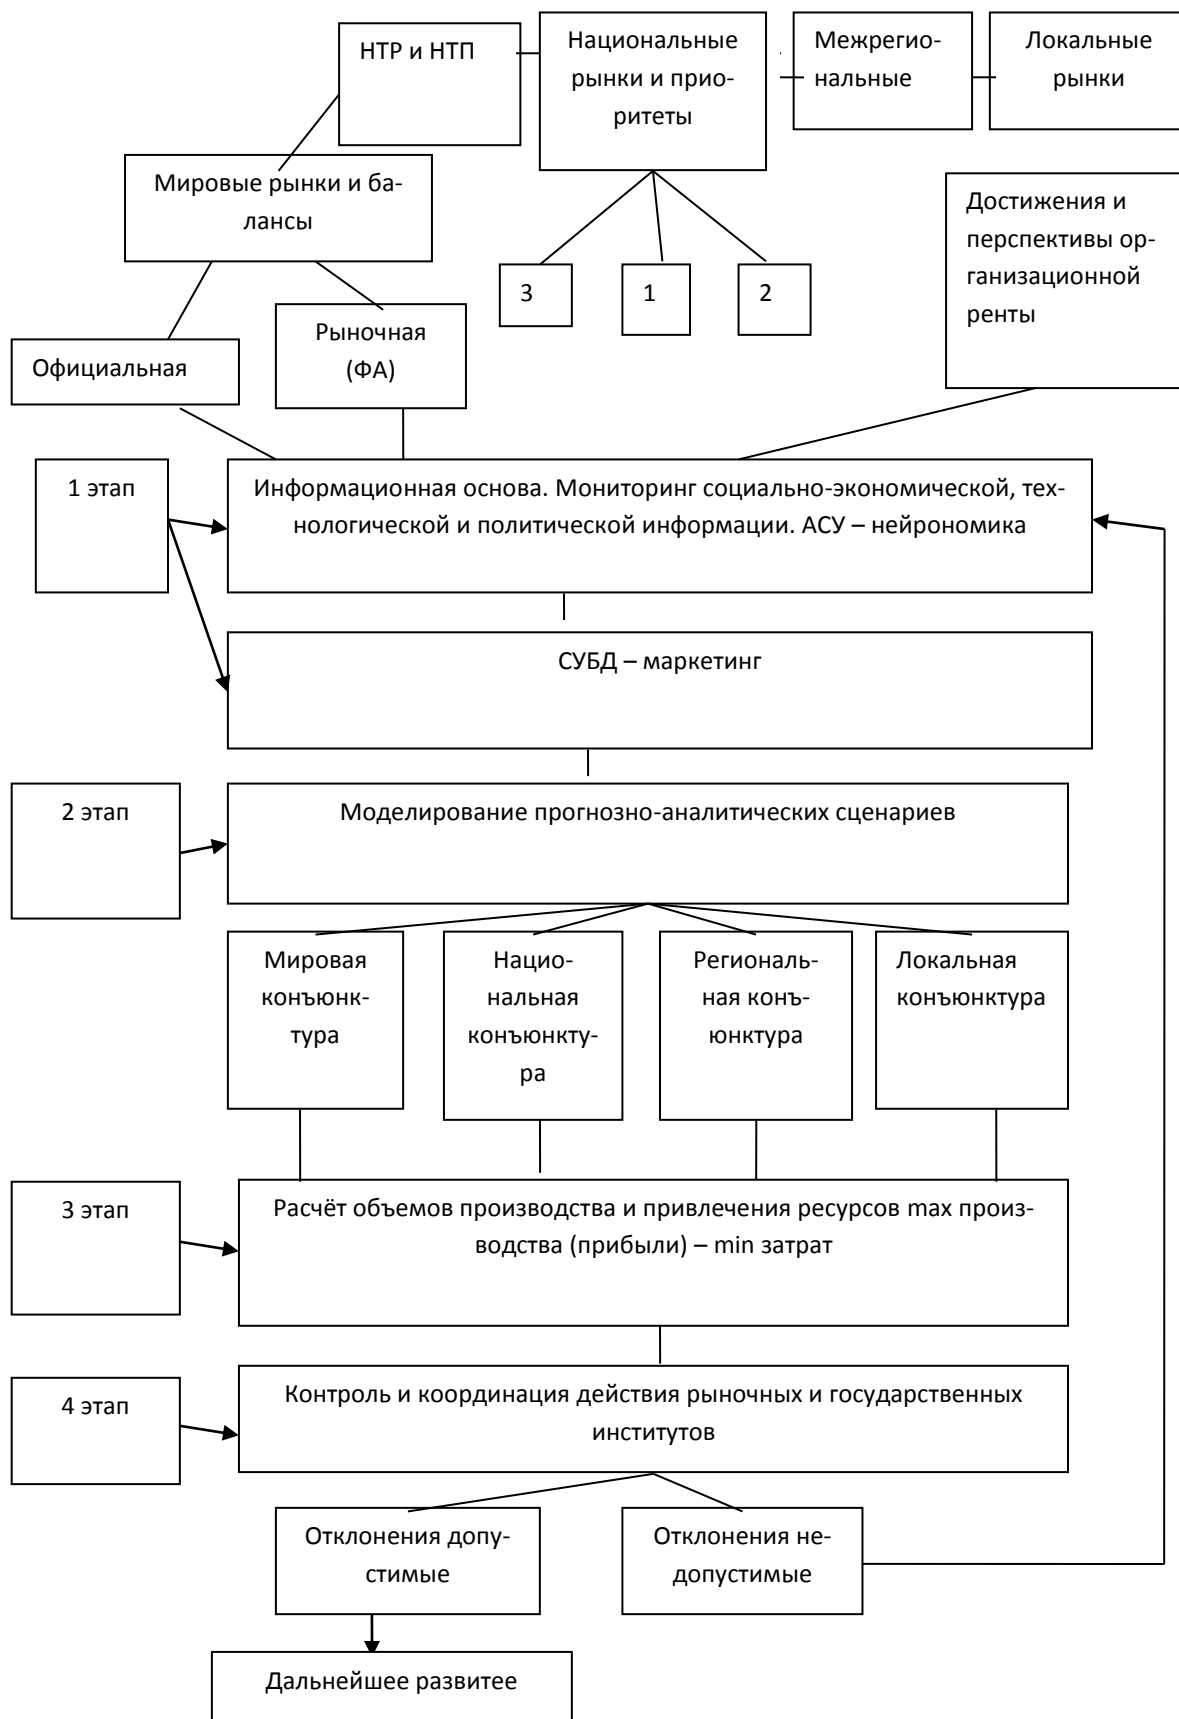 НТР и НТП
Национальные
рынки и прио-
ритеты
Межрегио-
нальные
Локальные
рынки
Мировые рынки и ба-
лансы
Достижения и
перспективы ор-
ганизационной
ренты
3
1
2
Официальная
Рыночная
(ФА)
1 этап
Информационная основа. Мониторинг социально-экономической, тех-
нологической и политической информации. АСУ – нейрономика
СУБД – маркетинг
2 этап
Моделирование прогнозно-аналитических сценариев
Мировая
конъюнк-
тура
Нацио-
нальная
конъюнкту-
ра
Региональ-
ная конъ-
юнктура
Локальная
конъюнктура
3 этап
Расчёт объемов производства и привлечения ресурсов max произ-
водства (прибыли) – min затрат
4 этап
Контроль и координация действия рыночных и государственных
институтов
Отклонения допу-
стимые
Отклонения не-
допустимые
Дальнейшее развитее